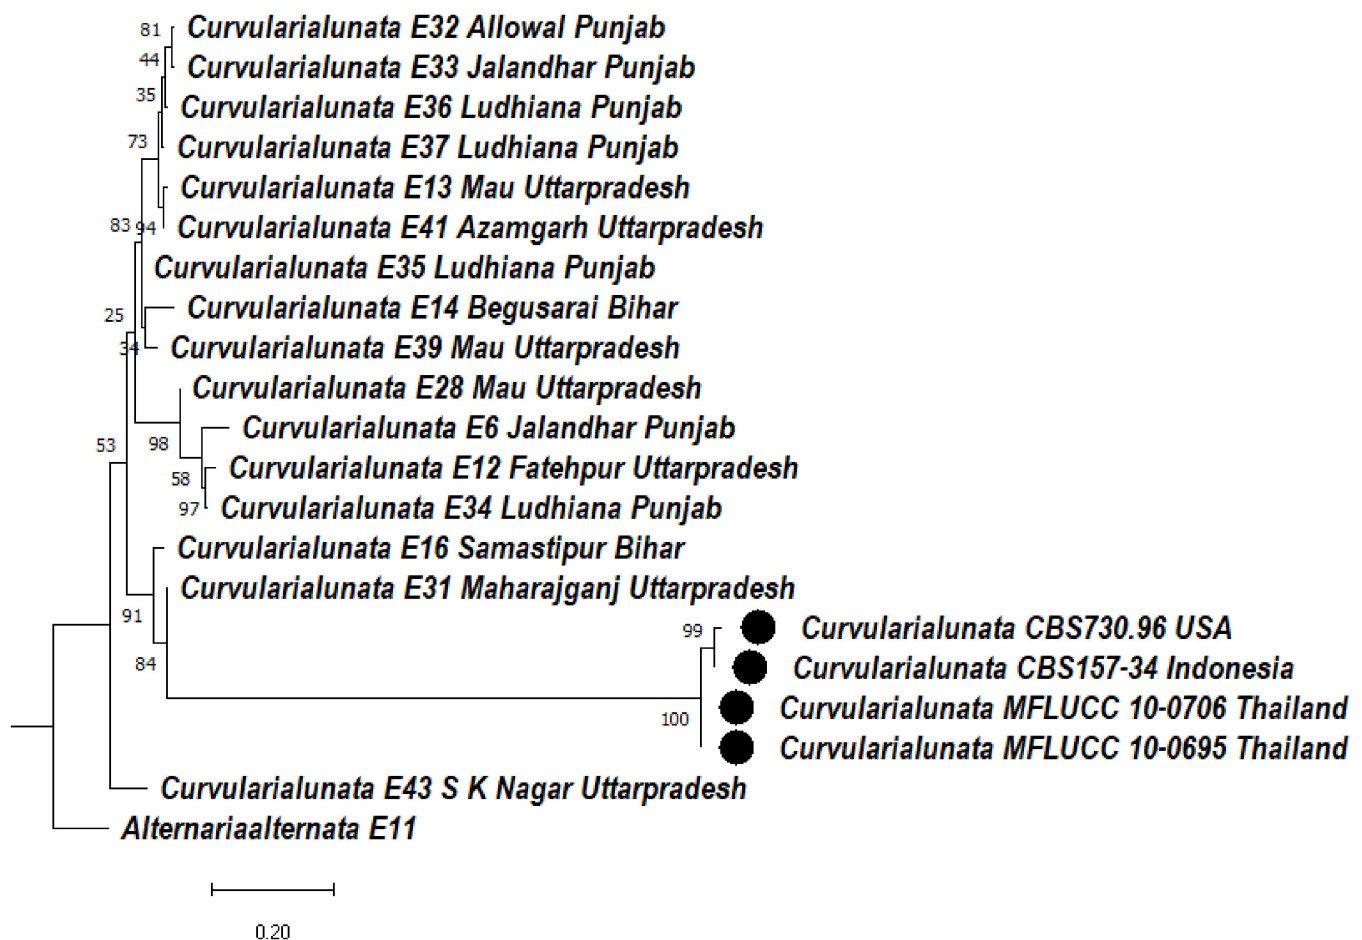 81
Curvularialunata E32 Allowal Punjab
44
Curvularialunata E33 Jalandhar Punjab
35
Curvularialunata E36 Ludhiana Punjab
73
Curvularialunata E37 Ludhiana Punjab
Curvularialunata E13 Mau Uttarpradesh
83
94
Curvularialunata E41 Azamgarh Uttarpradesh
Curvularialunata E35 Ludhiana Punjab
25
Curvularialunata E14 Begusarai Bihar
34
Curvularialunata E39 Mau Uttarpradesh
Curvularialunata E28 Mau Uttarpradesh
53
98
Curvularialunata E6 Jalandhar Punjab
58
Curvularialunata E12 Fatehpur Uttarpradesh
97
Curvularialunata E34 Ludhiana Punjab
Curvularialunata E16 Samastipur Bihar
Curvularialunata E31 Maharajganj Uttarpradesh
91
99
Curvularialunata CBS730.96 USA
84
Curvularialunata CBS157-34 Indonesia
100
Curvularialunata MFLUCC 10-0706 Thailand
Curvularialunata MFLUCC 10-0695 Thailand
Curvularialunata E43 S K Nagar Uttarpradesh
Alternariaalternata E11
0.20